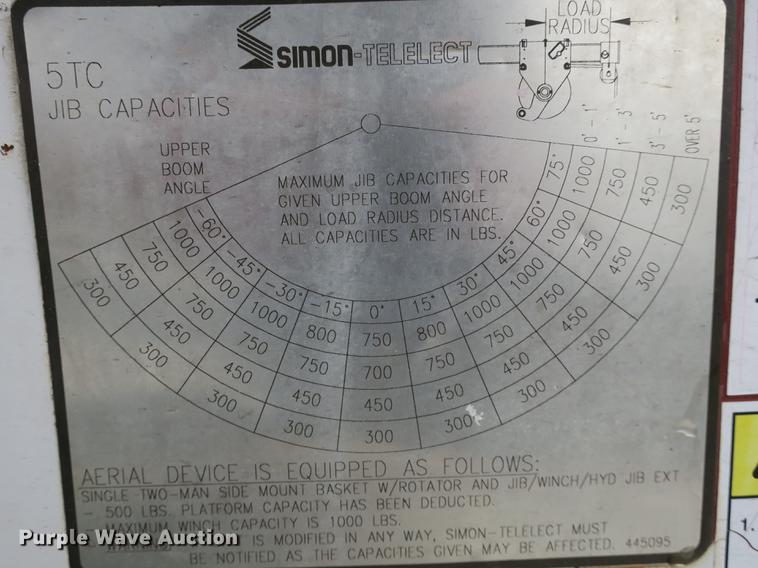 LOAD
RADIUS
SIMON-TELELECT
5TC
JIB CAPACITIES
UPPER
BOOM
ANGLE
MAXIMUM JIB CAPACITIES FOR
GIVEN UPPER BOOM ANGLE
AND LOAD RADIUS DISTANCE.
ALL CAPACITIES ARE IN LBS.
0' - 1' 1' - 3' 3' - 5' OVER 5'
-60° 1000 750 450 300
-45° 1000 750 450 300
-30° 1000 750 450 300
-15° 800 750 450 300
0° 750 700 450 300
15° 800 750 450 300
30° 1000 750 450 300
45° 1000 750 450 300
60° 1000 750 450 300
75° 1000 750 450 300
AERIAL DEVICE IS EQUIPPED AS FOLLOWS:
SINGLE TWO-MAN SIDE MOUNT BASKET W/ROTATOR AND JIB/WINCH/HYD JIB EXT
- 500 LBS. PLATFORM CAPACITY HAS BEEN DEDUCTED.
- MAXIMUM WINCH CAPACITY IS 1000 LBS.
IS MODIFIED IN ANY WAY, SIMON-TELELECT MUST
BE NOTIFIED AS THE CAPACITIES GIVEN MAY BE AFFECTED. 445095
Purple Wave Auction
1.